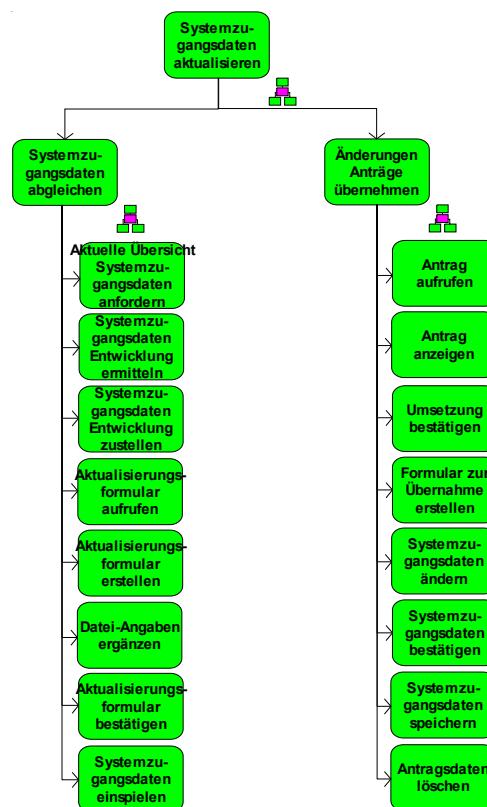 Systemzu-
gangsdaten
aktualisieren
Systemzu-
gangsdaten
abgleichen
Änderungen
Anträge
übernehmen
Aktuelle Übersicht
Systemzu-
gangsdaten
anfordern
Systemzu-
gangsdaten
Entwicklung
ermitteln
Systemzu-
gangsdaten
Entwicklung
zustellen
Aktualisierungs-
formular
aufrufen
Aktualisierungs-
formular
erstellen
Datei-Angaben
ergänzen
Aktualisierungs-
formular
bestätigen
Systemzu-
gangsdaten
einspielen
Antrag
aufrufen
Antrag
anzeigen
Umsetzung
bestätigen
Formular zur
Übernahme
erstellen
Systemzu-
gangsdaten
ändern
Systemzu-
gangsdaten
bestätigen
Systemzu-
gangsdaten
speichern
Antragsdaten
löschen